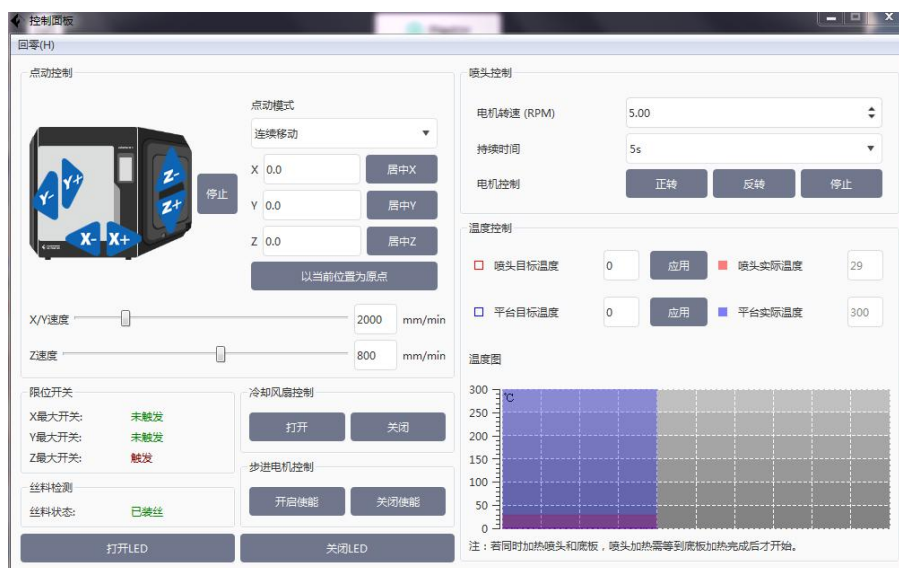 控制面板
回零(H)
点动控制
点动模式
连续移动
X 0.0 居中X
Y 0.0 居中Y
Z 0.0 居中Z
停止
Y- Y+ Z- Z+ X- X+
以当前位置为原点
X/Y速度 2000 mm/min
Z速度 800 mm/min
限位开关
X最大开关: 未触发
Y最大开关: 未触发
Z最大开关: 触发
丝料检测
丝料状态: 已装丝
冷却风扇控制
打开 关闭
步进电机控制
开启使能 关闭使能
打开LED 关闭LED
喷头控制
电机转速 (RPM) 5.00
持续时间 5s
电机控制 正转 反转 停止
温度控制
喷头目标温度 0 应用 喷头实际温度 29
平台目标温度 0 应用 平台实际温度 300
温度图
℃
300
250
200
150
100
50
0
注：若同时加热喷头和底板，喷头加热需等到底板加热完成后才开始。